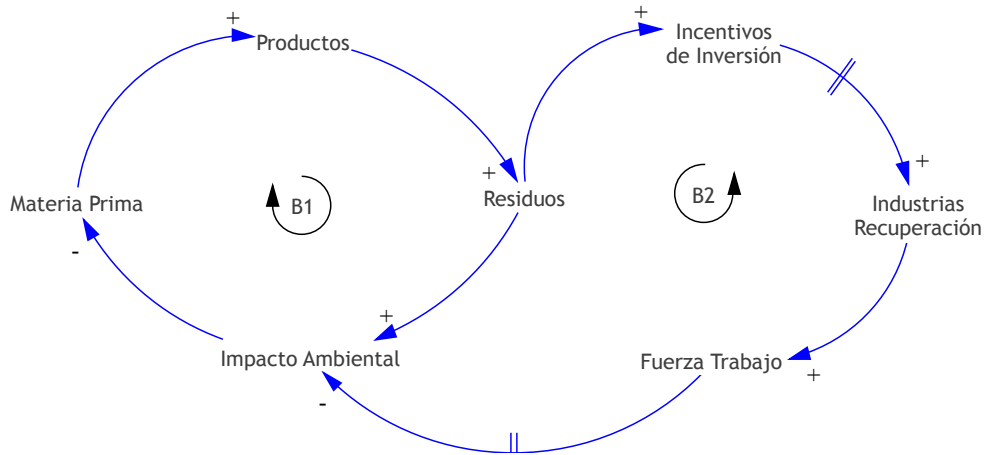 +
Productos
+
Incentivos
de Inversión
+
Residuos
+
Industrias
Recuperación
Materia Prima
-
B1
B2
+
Impacto Ambiental
-
Fuerza Trabajo
+